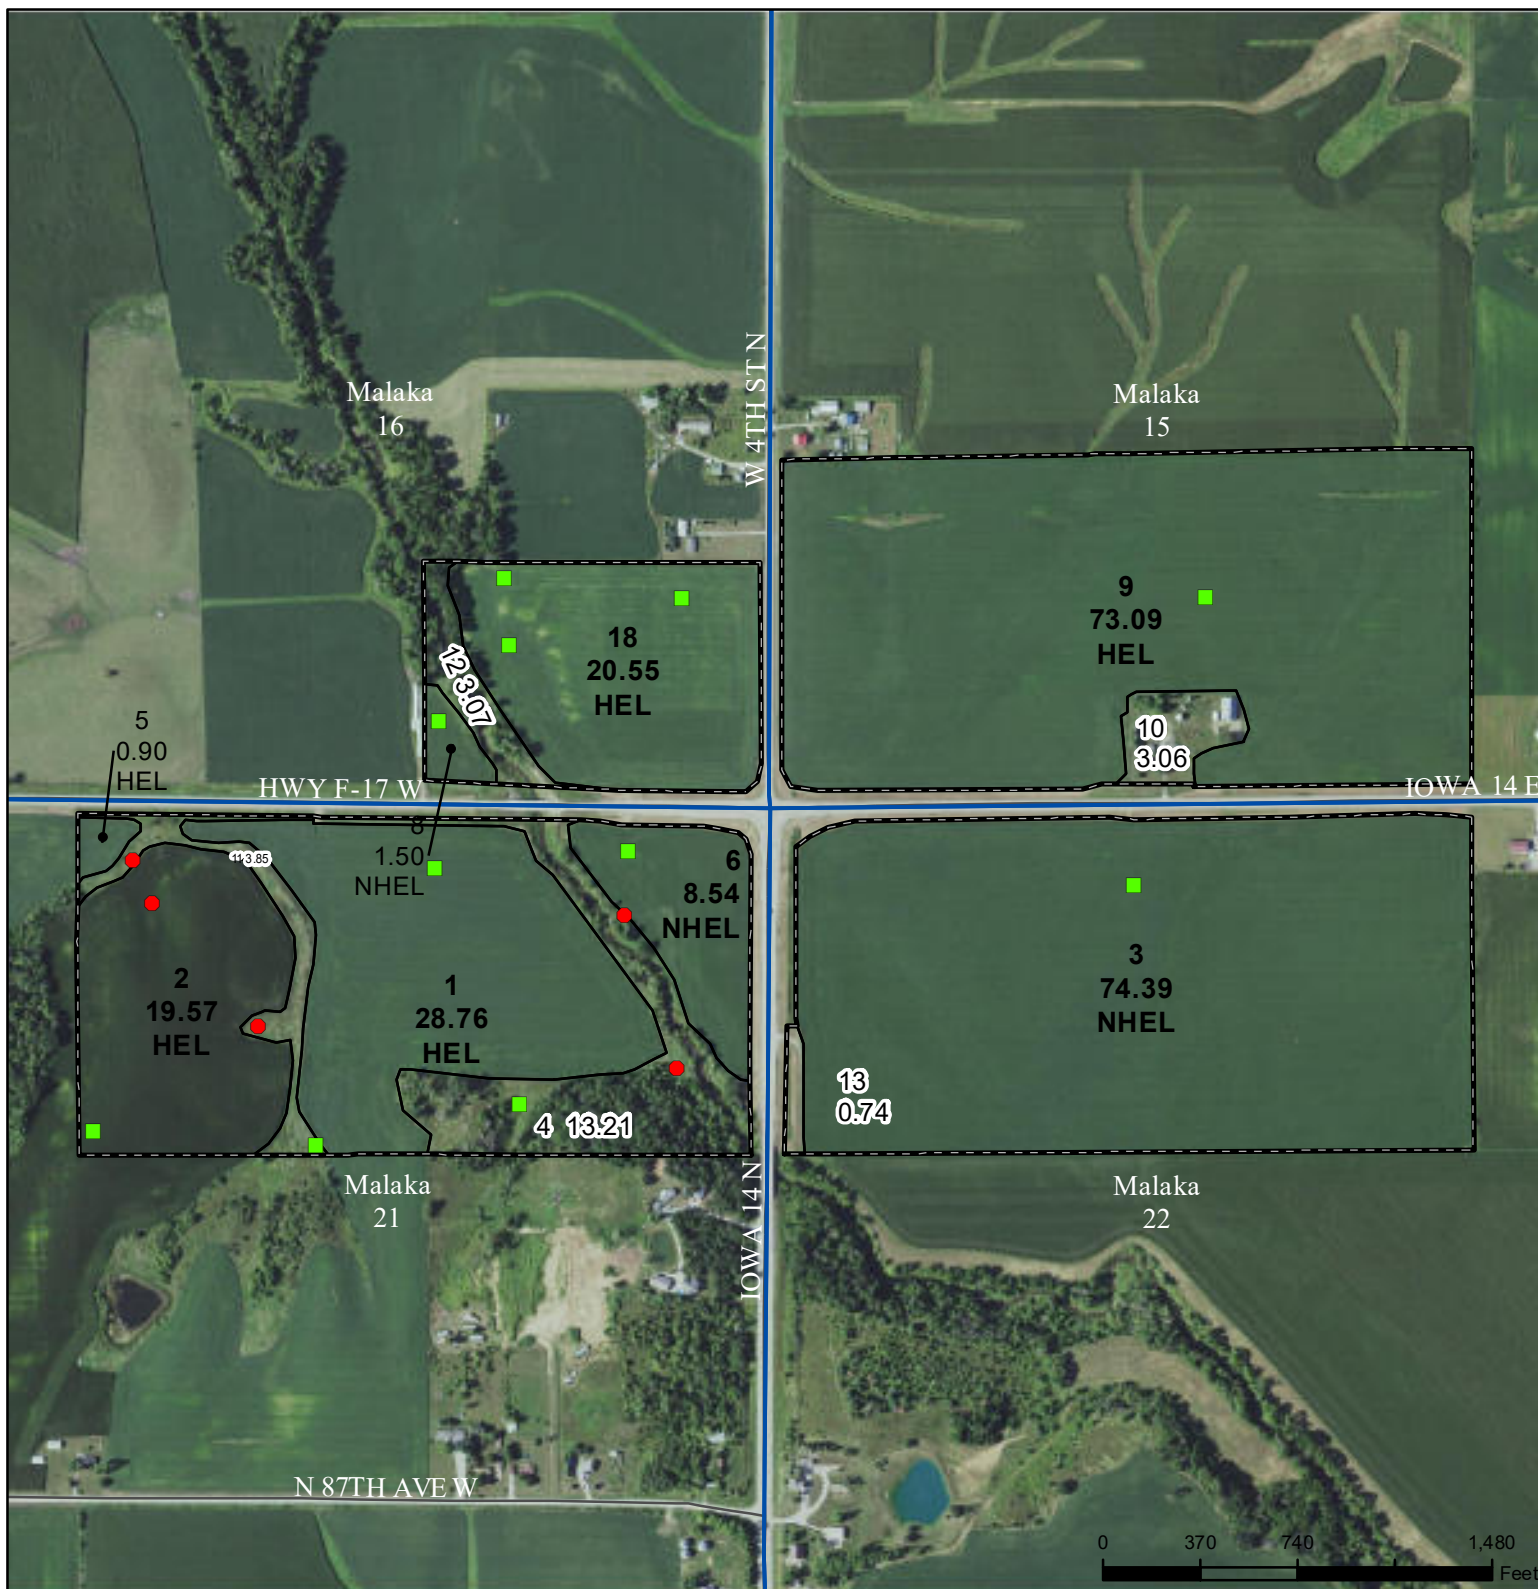 W 4TH ST N
Malaka
16
Malaka
15
18
20.55
HEL
9
73.09
HEL
12 3.07
10
3.06
5
0.90
HEL
HWY F-17 W
IOWA 14 E
8
1.50
NHEL
11 3.85
6
8.54
NHEL
2
19.57
HEL
1
28.76
HEL
3
74.39
NHEL
13
0.74
4 13.21
Malaka
21
IOWA 14 N
Malaka
22
N 87TH AVE W
0 370 740 1,480
Feet